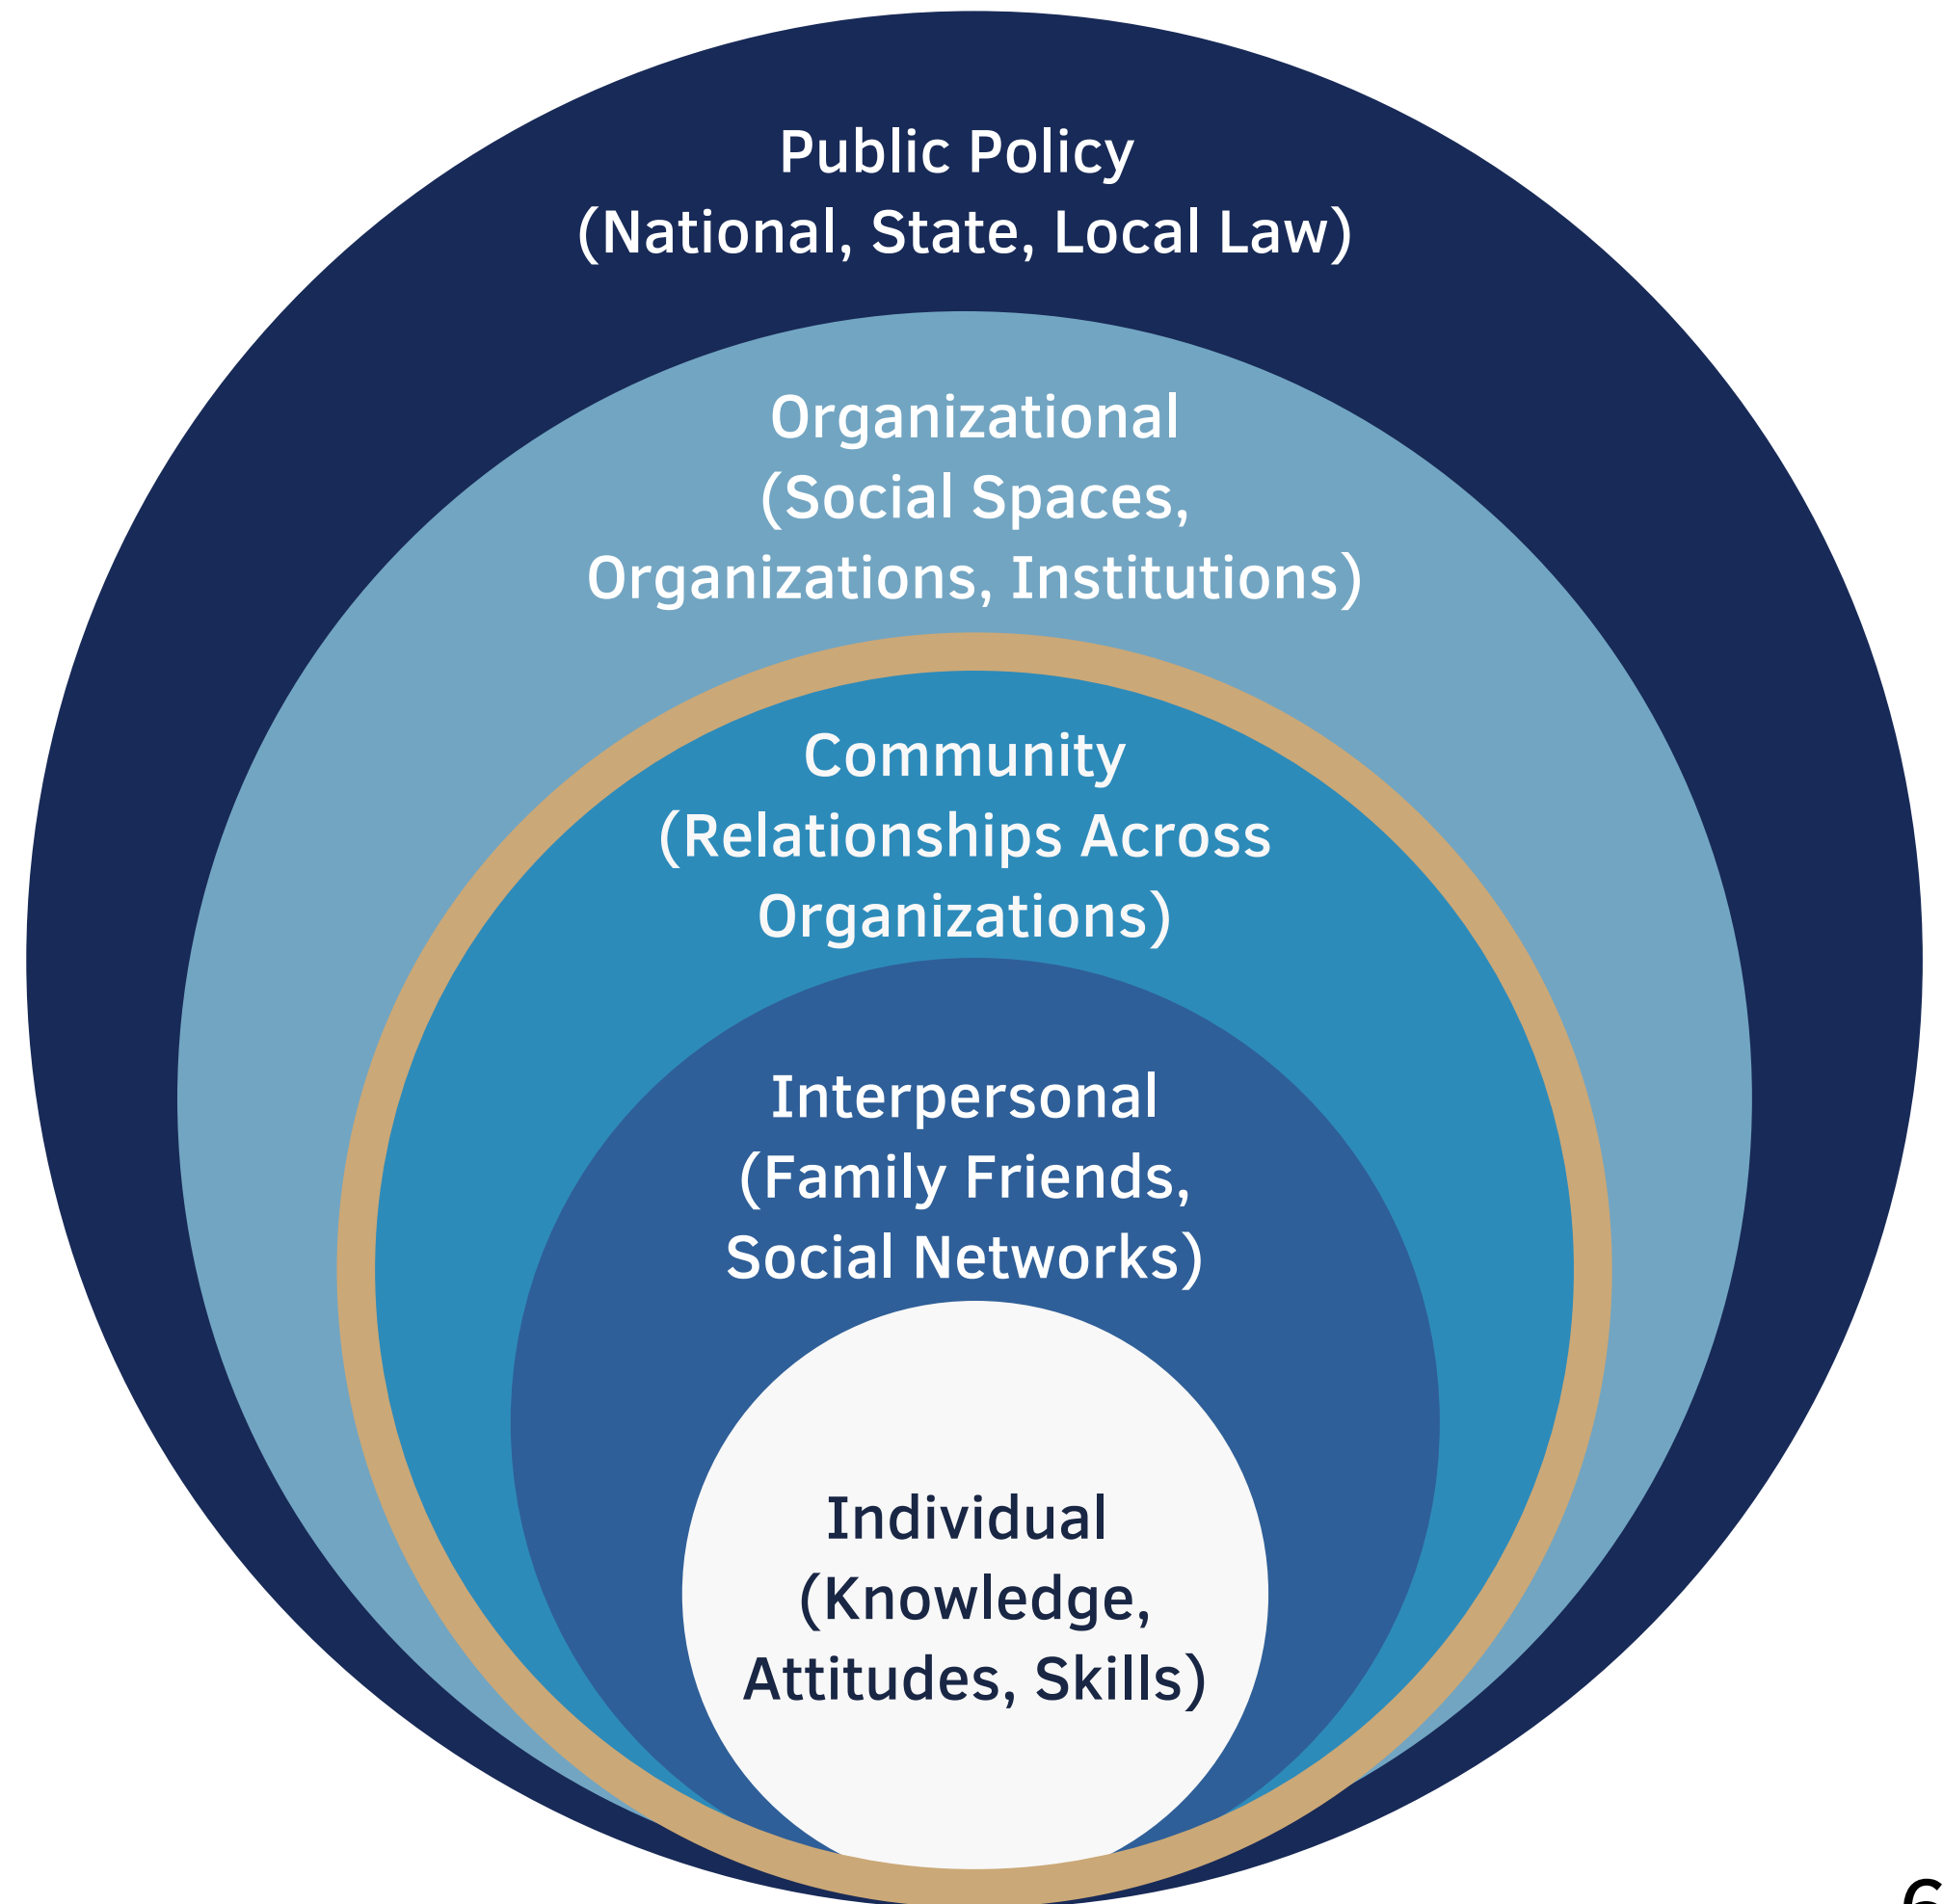 Public Policy
(National, State, Local Law)
Organizational
(Social Spaces,
Organizations, Institutions)
Community
(Relationships Across
Organizations)
Interpersonal
(Family Friends,
Social Networks)
Individual
(Knowledge,
Attitudes, Skills)